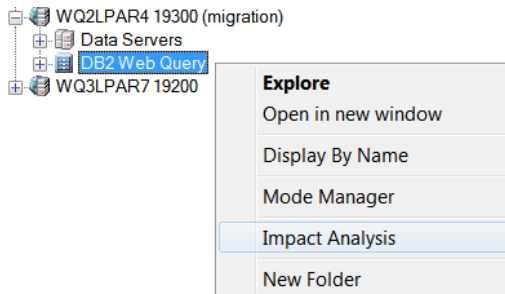 WQ2LPAR4 19300 (migration)
Data Servers
DB2 Web Query
WQ3LPAR7 19200
Explore
Open in new window
Display By Name
Mode Manager
Impact Analysis
New Folder